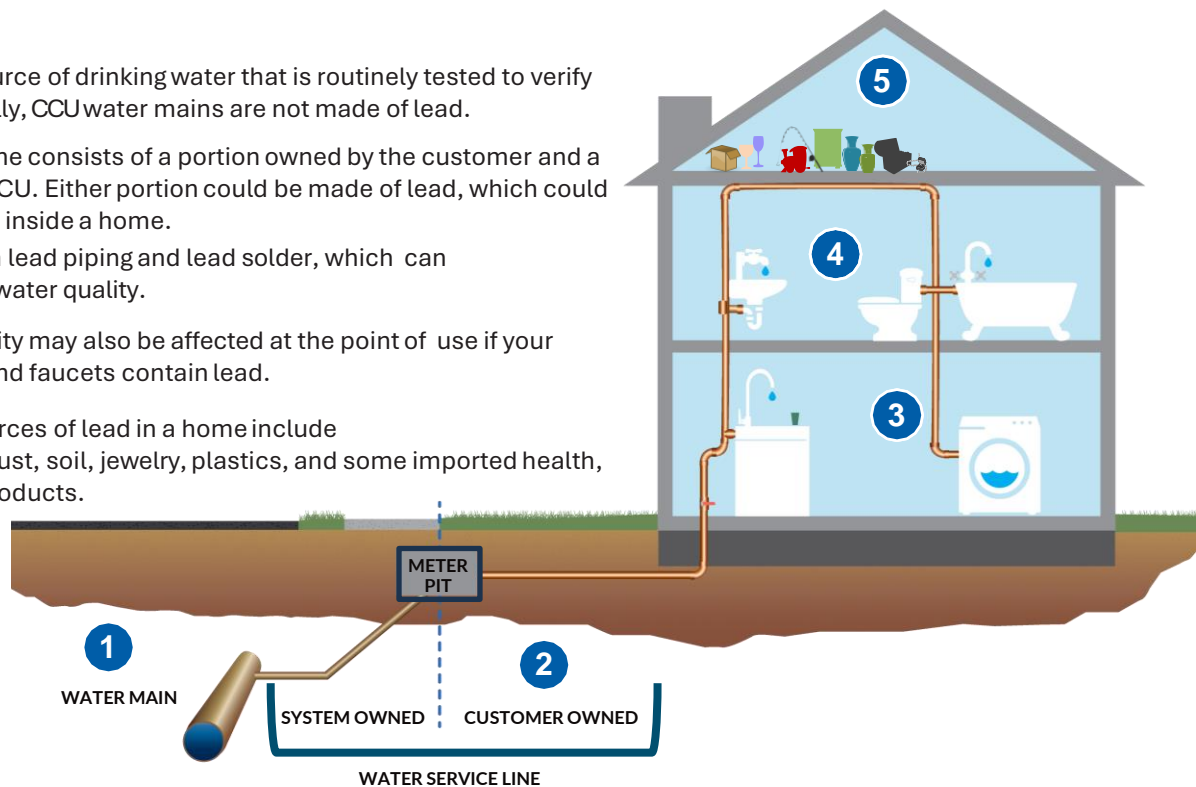 urce of drinking water that is routinely tested to verify
lly, CCU water mains are not made of lead.
ne consists of a portion owned by the customer and a
CU. Either portion could be made of lead, which could
inside a home.
lead piping and lead solder, which can
water quality.
ity may also be affected at the point of use if your
nd faucets contain lead.
rces of lead in a home include
ust, soil, jewelry, plastics, and some imported health,
oducts.
5
4
3
METER
PIT
1
2
WATER MAIN
SYSTEM OWNED
CUSTOMER OWNED
WATER SERVICE LINE